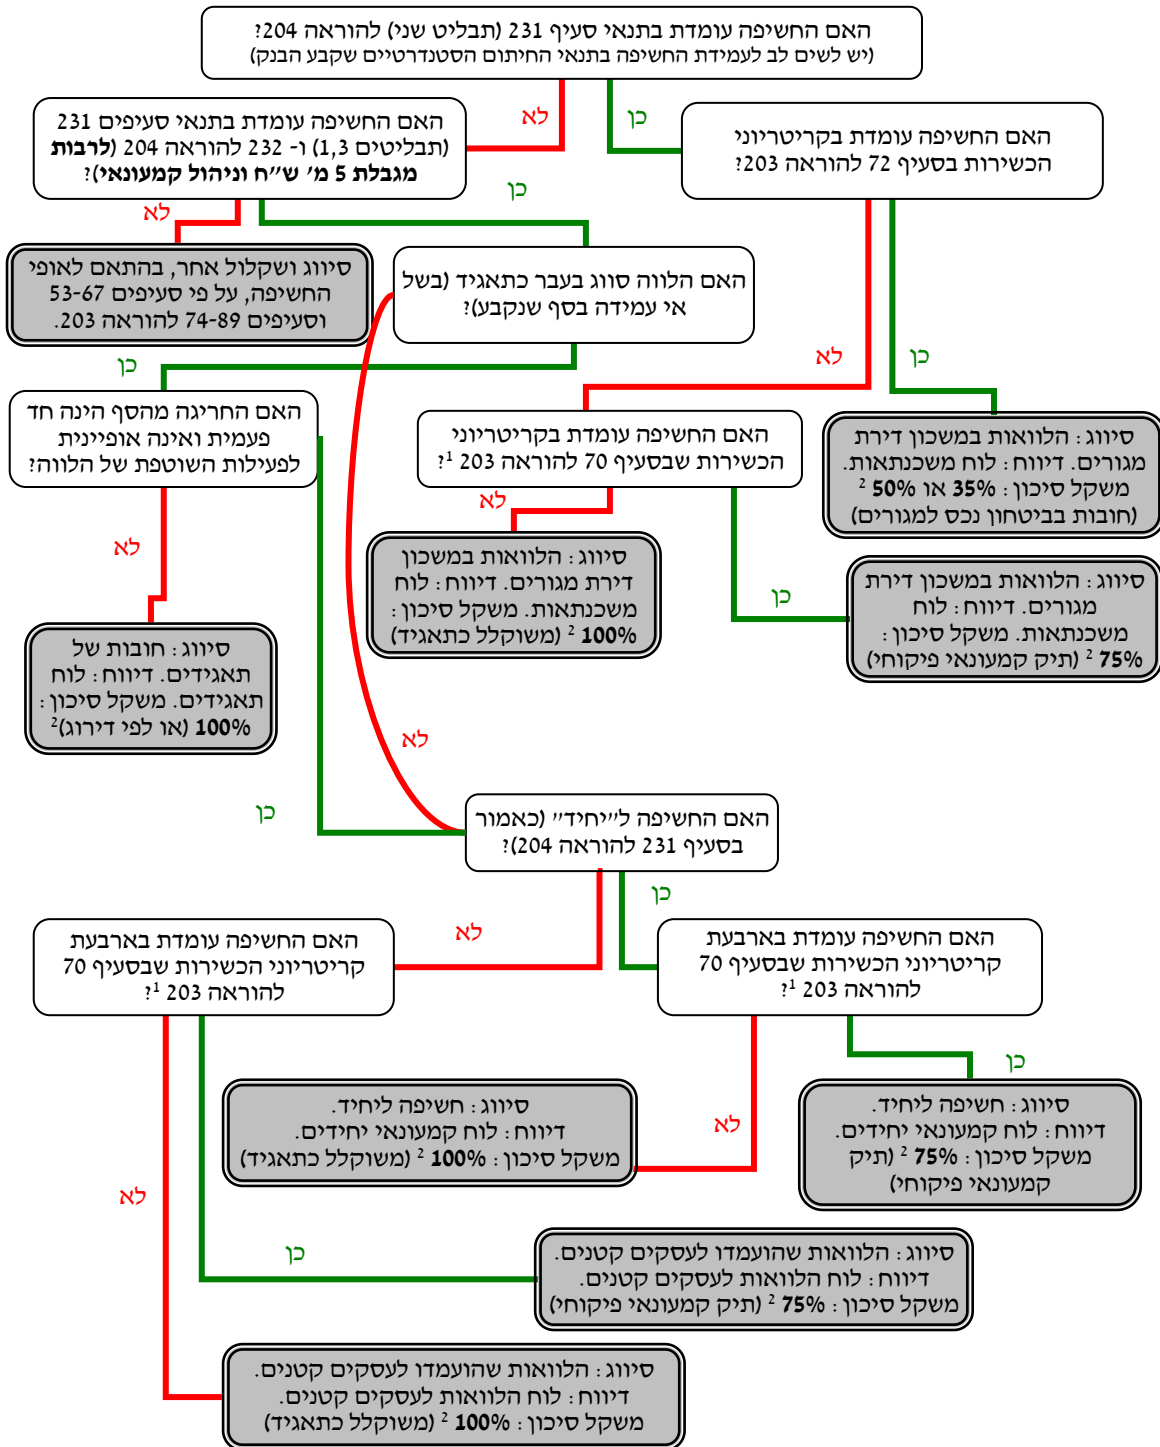 האם החשיפה עומדת בתנאי סעיף 231 (תבליט שני) להוראה 204?
(יש לשים לב לעמידת החשיפה בתנאי החיתום הסטנדרטיים שקבע הבנק)
לא
כן
האם החשיפה עומדת בקריטריוני
הכשירות בסעיף 72 להוראה 203?
האם החשיפה עומדת בתנאי סעיפים 231
(תבליטים 1,3) ו- 232 להוראה 204 (לרבות
מגבלת 5 מ' ש"ח וניהול קמעונאי)?
לא
כן
סיווג ושקלול אחר, בהתאם לאופי
החשיפה, על פי סעיפים 53-67
וסעיפים 74-89 להוראה 203.
האם הלווה סווג בעבר כתאגיד (בשל
אי עמידה בסף שנקבע)?
כן
לא
כן
האם החריגה מהסף הינה חד
פעמית ואינה אופיינית
לפעילות השוטפת של הלווה?
האם החשיפה עומדת בקריטריוני
הכשירות שבסעיף 70 להוראה 203 ¹?
סיווג: הלוואות במשכון דירת
מגורים. דיווח: לוח משכנתאות.
משקל סיכון: 35% או 50% ²
(חובות בביטחון נכס למגורים)
לא
לא
כן
סיווג: הלוואות במשכון
דירת מגורים. דיווח: לוח
משכנתאות. משקל סיכון:
100% ² (משוקלל כתאגיד)
סיווג: הלוואות במשכון דירת
מגורים. דיווח: לוח
משכנתאות. משקל סיכון:
75% ² (תיק קמעונאי פיקוחי)
סיווג: חובות של
תאגידים. דיווח: לוח
תאגידים. משקל סיכון:
100% (או לפי דירוג)²
לא
כן
האם החשיפה ל"יחיד" (כאמור
בסעיף 231 להוראה 204)?
לא
כן
האם החשיפה עומדת בארבעת
קריטריוני הכשירות שבסעיף 70
להוראה 203 ¹?
האם החשיפה עומדת בארבעת
קריטריוני הכשירות שבסעיף 70
להוראה 203 ¹?
כן
לא
סיווג: חשיפה ליחיד.
דיווח: לוח קמעונאי יחידים.
משקל סיכון: 75% ² (תיק
קמעונאי פיקוחי)
סיווג: חשיפה ליחיד.
דיווח: לוח קמעונאי יחידים.
משקל סיכון: 100% ² (משוקלל כתאגיד)
לא
כן
סיווג: הלוואות שהועמדו לעסקים קטנים.
דיווח: לוח הלוואות לעסקים קטנים.
משקל סיכון: 75% ² (תיק קמעונאי פיקוחי)
סיווג: הלוואות שהועמדו לעסקים קטנים.
דיווח: לוח הלוואות לעסקים קטנים.
משקל סיכון: 100% ² (משוקלל כתאגיד)